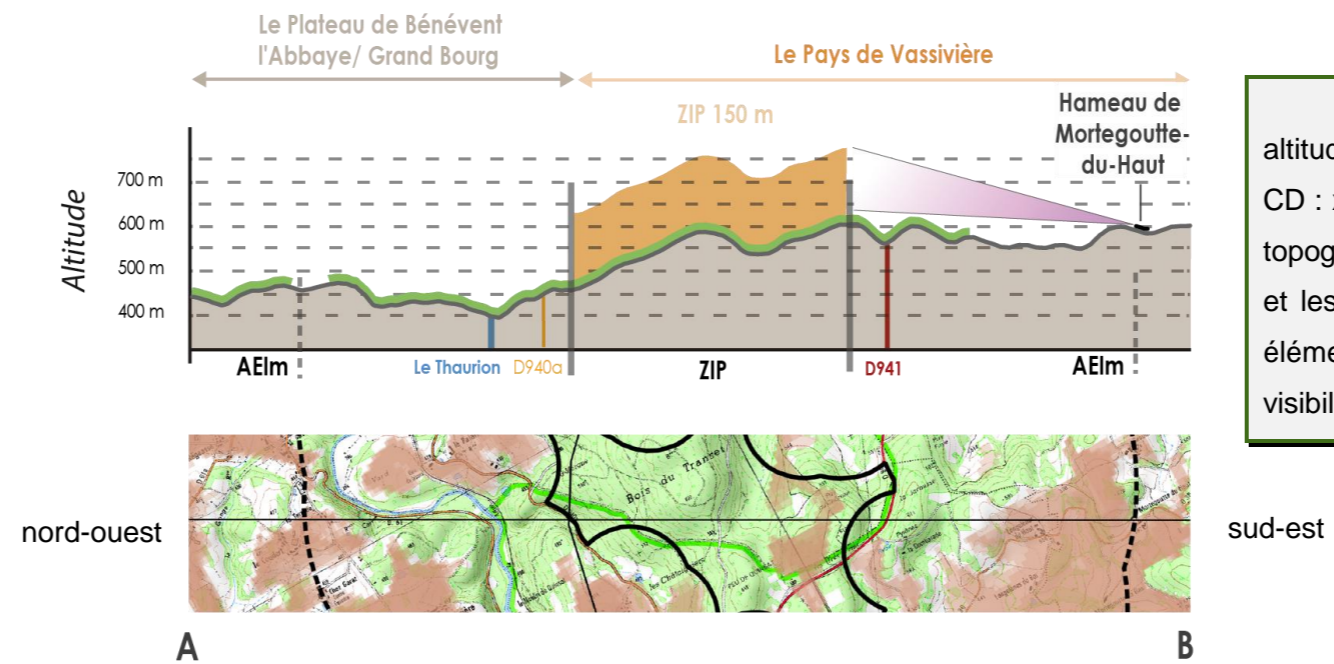 Le Plateau de Bénévent
l'Abbaye/ Grand Bourg
Le Pays de Vassivière
ZIP 150 m
Hameau de
Mortegoutte-
du-Haut
Altitude
700 m
600 m
500 m
400 m
AEIm
Le Thaurion
D940a
ZIP
D941
AEIm
altitud
CD :
topog
et les
éléme
visibil
nord-ouest
Bois du Transet
sud-est
A
B